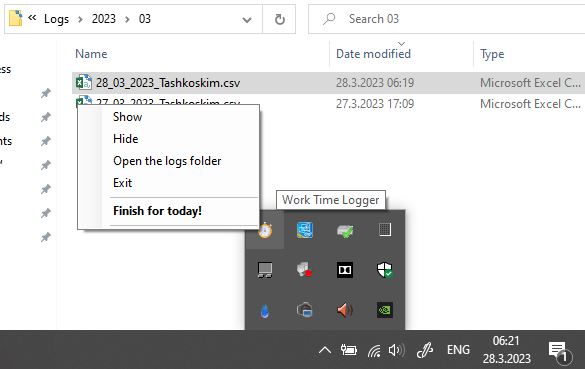 « Logs > 2023 > 03
Search 03
Name Date modified Type
ess
28_03_2023_Tashkoskim.csv 28.3.2023 06:19 Microsoft Excel C...
27_03_2023_Tashkoskim.csv 27.3.2023 17:09 Microsoft Excel C...
ds
nts
Show
Hide
Open the logs folder
Exit
Finish for today!
Work Time Logger
ENG
06:21
28.3.2023
1